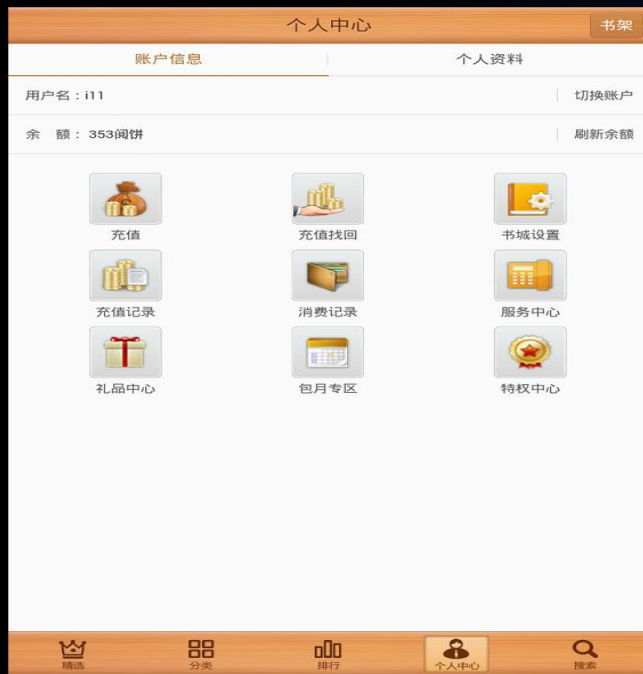 个人中心 书架
账户信息 个人资料
用户名：i11 切换账户
余 额：353阅饼 刷新余额
充值 充值找回 书城设置
充值记录 消费记录 服务中心
礼品中心 包月专区 特权中心
精选 分类 排行 个人中心 搜索